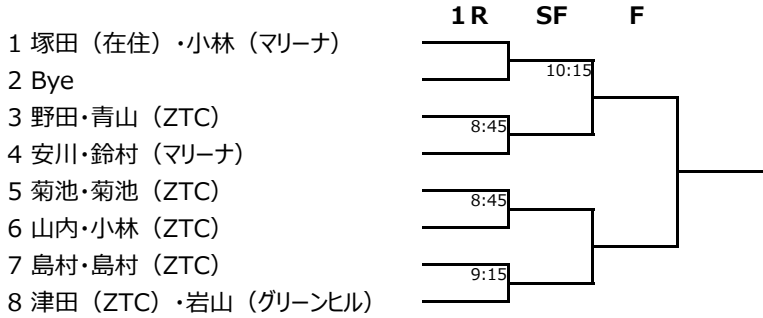 1R SF F
1 塚田（在住）・小林（マリーナ）
2 Bye
10:15
3 野田・青山（ZTC）
8:45
4 安川・鈴村（マリーナ）
5 菊池・菊池（ZTC）
8:45
6 山内・小林（ZTC）
7 島村・島村（ZTC）
9:15
8 津田（ZTC）・岩山（グリーンヒル）